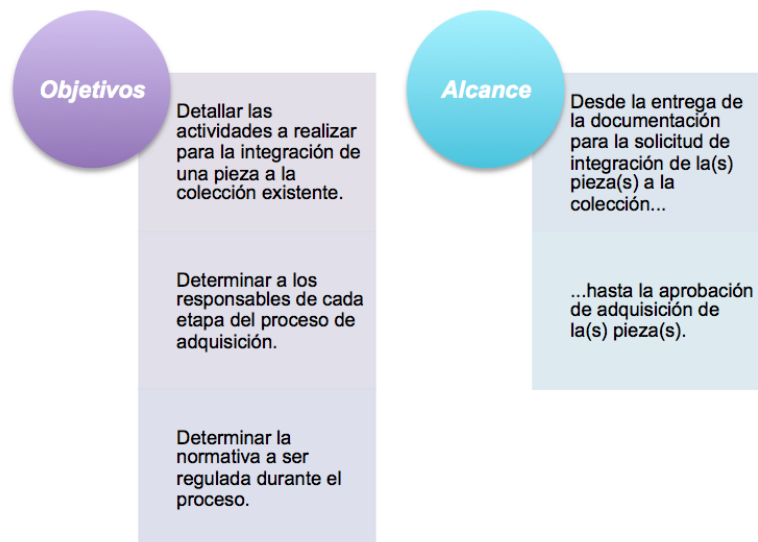 Objetivos
Detallar las
actividades a realizar
para la integración de
una pieza a la
colección existente.
Determinar a los
responsables de cada
etapa del proceso de
adquisición.
Determinar la
normativa a ser
regulada durante el
proceso.
Alcance
Desde la entrega de
la documentación
para la solicitud de
integración de la(s)
pieza(s) a la
colección...
...hasta la aprobación
de adquisición de
la(s) pieza(s).